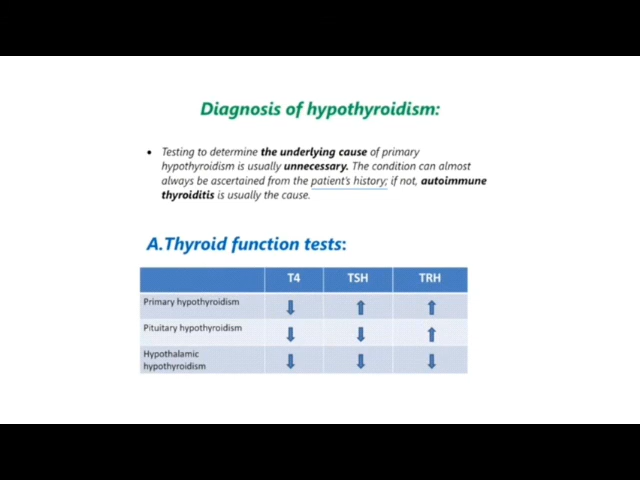 Diagnosis of hypothyroidism:
• Testing to determine the underlying cause of primary
hypothyroidism is usually unnecessary. The condition can almost
always be ascertained from the patient's history; if not, autoimmune
thyroiditis is usually the cause.
A.Thyroid function tests:
T4 TSH TRH
Primary hypothyroidism ⇩ ⇧ ⇧
Pituitary hypothyroidism ⇩ ⇩ ⇧
Hypothalamic
hypothyroidism ⇩ ⇩ ⇩